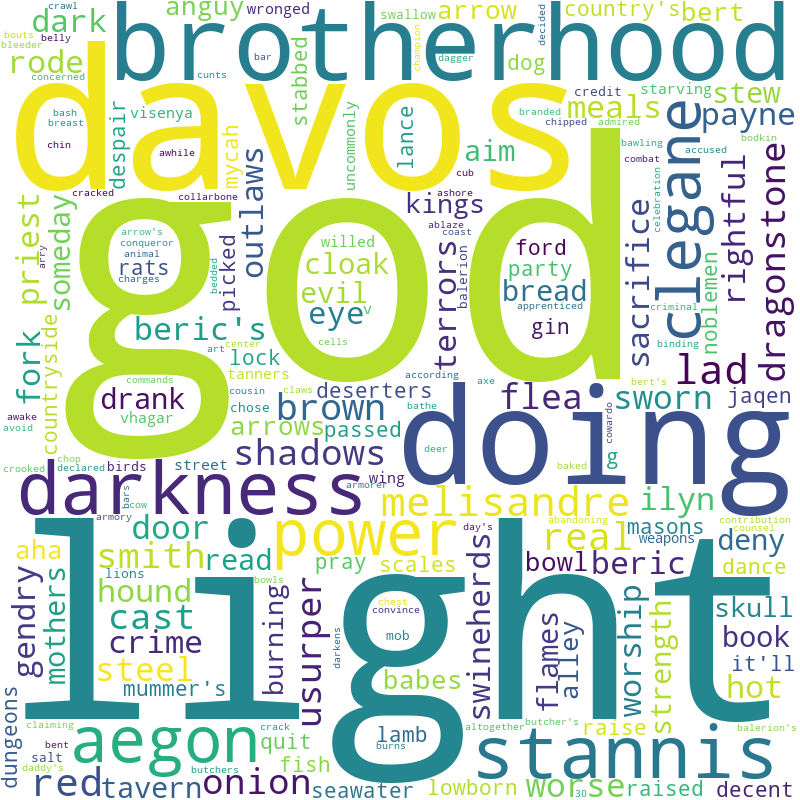 dark
anguy
wronged
crawl
bouts
bleeder
belly
concerned
cunts
rode
brotherhood
bar
dagger
champion
swallow
arrow
country's
bert
decided
dog
credit
starving
meals
stew
branded
chipped
admired
payne
bash
breast
chin
cracked
davos
visenya
despair
awhile
collarbone
mycah
stabbed
uncommonly
lance
aim
cub
ashore
combat
bawling
accused
bodkin
kings
clegane
celebration
rightful
dragonstone
priest
someday
arrow's
conqueror
animal
rats
charges
outlaws
picked
bedded
god
willed
cloak
evil
v
eye
cells
ford
party
bread
apprenticed
gin
ablaze
coast
balerion
terrors
sacrifice
criminal
binding
noblemen
arry
fork
countryside
beric's
center
art
lock
tanners
commands
cousin
claws
according
axe
bert's
drank
vhagar
chose
deserters
bathe
brown
arrows
passed
flea
lad
sworn
jaqen
cowardo
baked
deer
g
awake
avoid
crooked
chop
declared
birds
street
shadows
wing
armorer
doing
darkness
bars
cow
armory
door
power
melisandre
day's
abandoning
ilyn
real
masons
weapons
contribution
counsel
deny
aha
smith
read
bowls
pray
scales
bowl
beric
dance
lions
mothers
hound
cast
crime
gendry
steel
mummer's
burning
usurper
darkens
chest
convince
mob
light
babes
swineherds
flames
alley
worship
strength
skull
book
it'll
hot
dungeons
claiming
bent
salt
daddy's
butchers
aegon
crack
quit
fish
lamb
burns
altogether
butcher's
raise
balerion's
stannis
red
tavern
onion
seawater
lowborn
worse
30
raised
decent